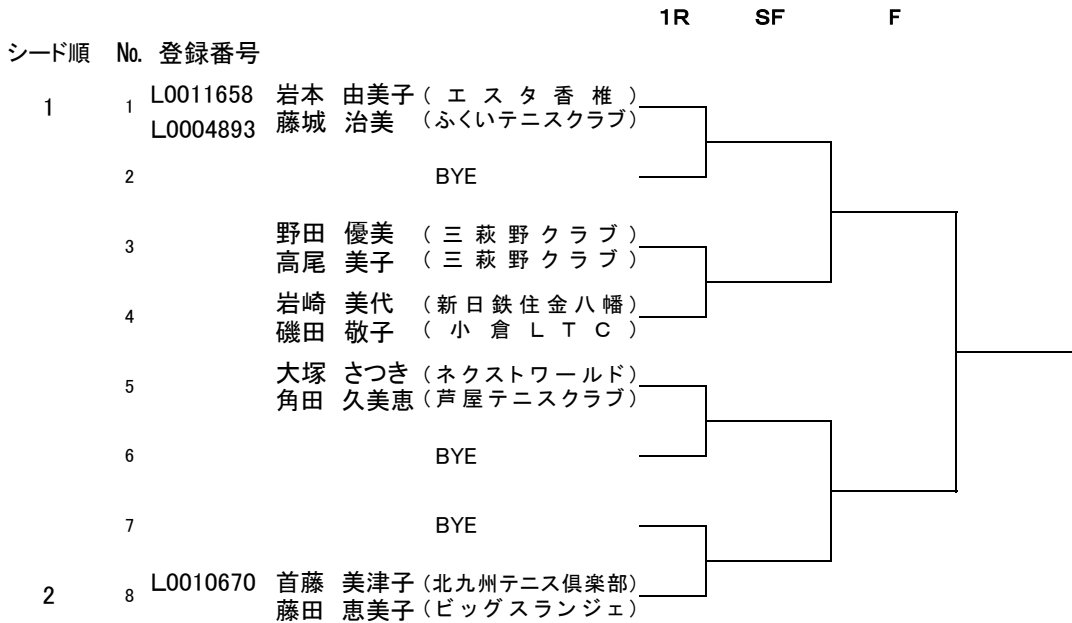 1R SF F
シード順 No. 登録番号
1 1 L0011658 岩本 由美子 (エスタ香椎)
L0004893 藤城 治美 (ふくいテニスクラブ)
2 BYE
3 野田 優美 (三萩野クラブ)
高尾 美子 (三萩野クラブ)
4 岩崎 美代 (新日鉄住金八幡)
磯田 敬子 (小倉LTC)
5 大塚 さつき (ネクストワールド)
角田 久美恵 (芦屋テニスクラブ)
6 BYE
7 BYE
2 8 L0010670 首藤 美津子 (北九州テニス倶楽部)
藤田 恵美子 (ビッグスランジェ)